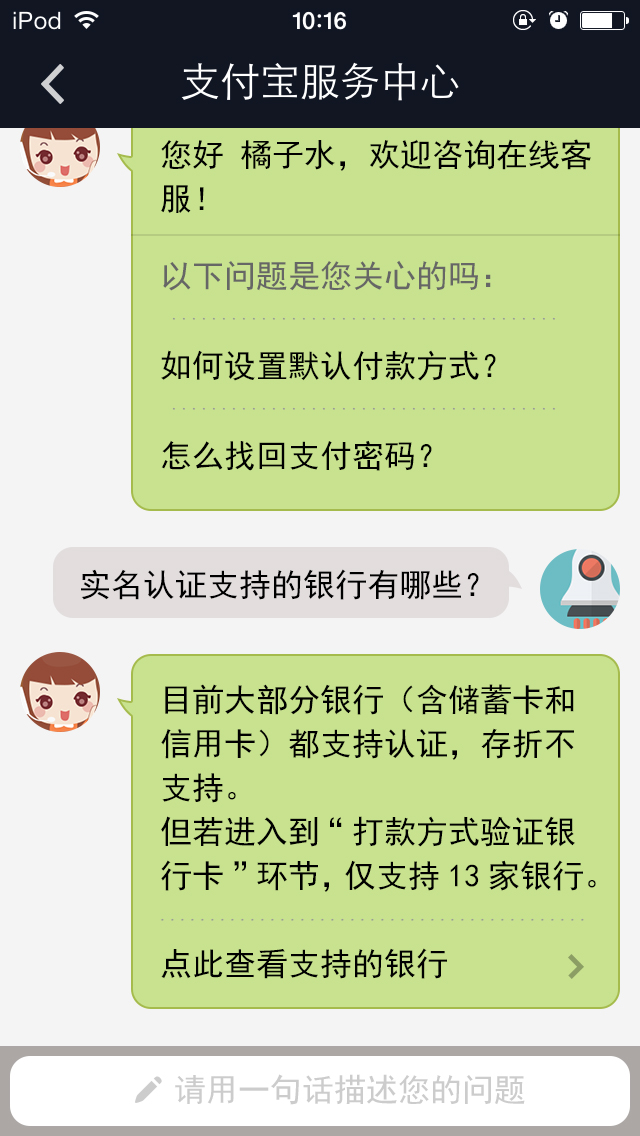 iPod 10:16
支付宝服务中心
您好 橘子水，欢迎咨询在线客
服！
以下问题是您关心的吗：
如何设置默认付款方式？
怎么找回支付密码？
实名认证支持的银行有哪些？
目前大部分银行（含储蓄卡和
信用卡）都支持认证，存折不
支持。
但若进入到“打款方式验证银
行卡”环节，仅支持 13 家银行。
点此查看支持的银行
请用一句话描述您的问题